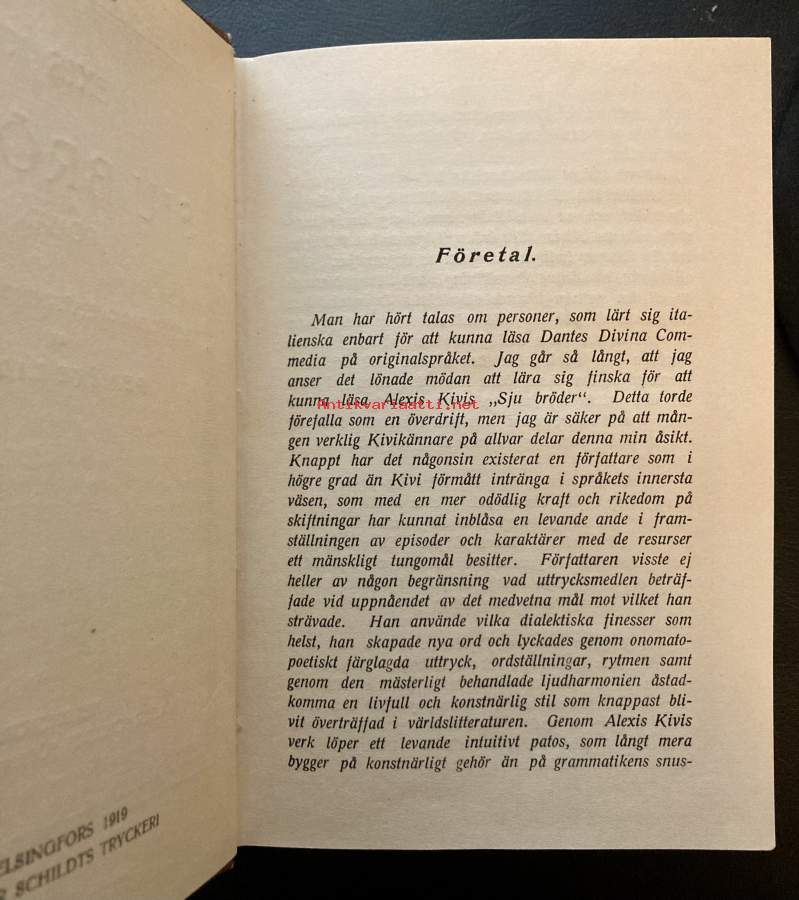 HELSINGFORS 1919
SCHILDTS TRYCKERI
Företal.
Man har hört talas om personer, som lärt sig ita-
lienska enbart för att kunna läsa Dantes Divina Com-
media på originalspråket. Jag går så långt, att jag
anser det lönade mödan att lära sig finska för att
kunna läsa Alexis Kivis „Sju bröder“. Detta torde
Antikvariaatti.net
förefalla som en överdrift, men jag är säker på att mån-
gen verklig Kivikännare på allvar delar denna min åsikt.
Knappt har det någonsin existerat en författare som i
högre grad än Kivi förmått intränga i språkets innersta
väsen, som med en mer odödlig kraft och rikedom på
skiftningar har kunnat inblåsa en levande ande i fram-
ställningen av episoder och karaktärer med de resurser
ett mänskligt tungomål besitter. Författaren visste ej
heller av någon begränsning vad uttrycksmedlen beträf-
fade vid uppnåendet av det medvetna mål mot vilket han
strävade. Han använde vilka dialektiska finesser som
helst, han skapade nya ord och lyckades genom onomato-
poetiskt färglagda uttryck, ordställningar, rytmen samt
genom den mästerligt behandlade ljudharmonien åstad-
komma en livfull och konstnärlig stil som knappast bli-
vit överträffad i världslitteraturen. Genom Alexis Kivis
verk löper ett levande intuitivt patos, som långt mera
bygger på konstnärligt gehör än på grammatikens snus-